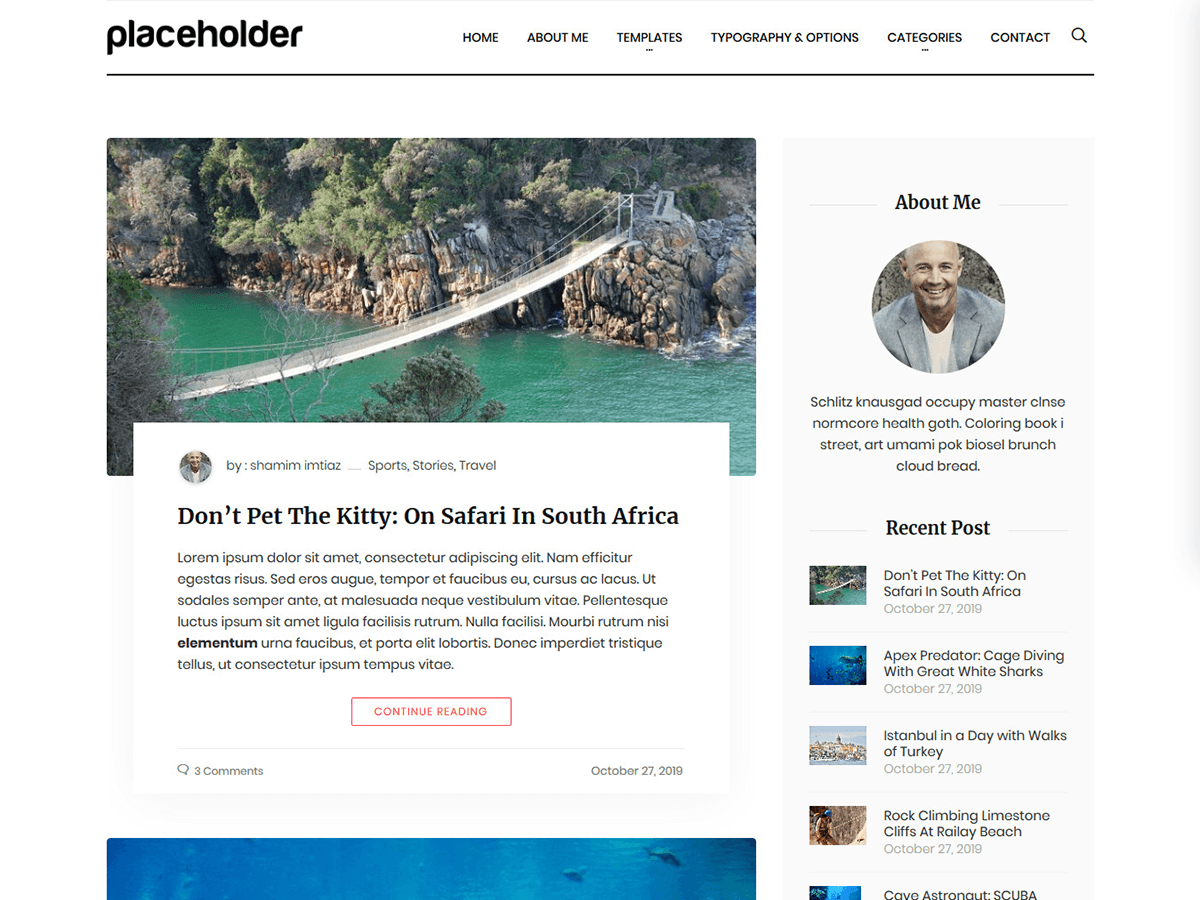 placeholder
HOME ABOUT ME TEMPLATES TYPOGRAPHY & OPTIONS CATEGORIES CONTACT
by : shamim imtiaz Sports, Stories, Travel
Don’t Pet The Kitty: On Safari In South Africa
Lorem ipsum dolor sit amet, consectetur adipiscing elit. Nam efficitur
egestas risus. Sed eros augue, tempor et faucibus eu, cursus ac lacus. Ut
sodales semper ante, at malesuada neque vestibulum vitae. Pellentesque
luctus ipsum sit amet ligula facilisis rutrum. Nulla facilisi. Mourbi rutrum nisi
elementum urna faucibus, et porta elit lobortis. Donec imperdiet tristique
tellus, ut consectetur ipsum tempus vitae.
CONTINUE READING
3 Comments
October 27, 2019
About Me
Schlitz knausgad occupy master clnse
normcore health goth. Coloring book i
street, art umami pok biosel brunch
cloud bread.
Recent Post
Don’t Pet The Kitty: On
Safari In South Africa
October 27, 2019
Apex Predator: Cage Diving
With Great White Sharks
October 27, 2019
Istanbul in a Day with Walks
of Turkey
October 27, 2019
Rock Climbing Limestone
Cliffs At Railay Beach
October 27, 2019
Cave Astronaut: SCUBA